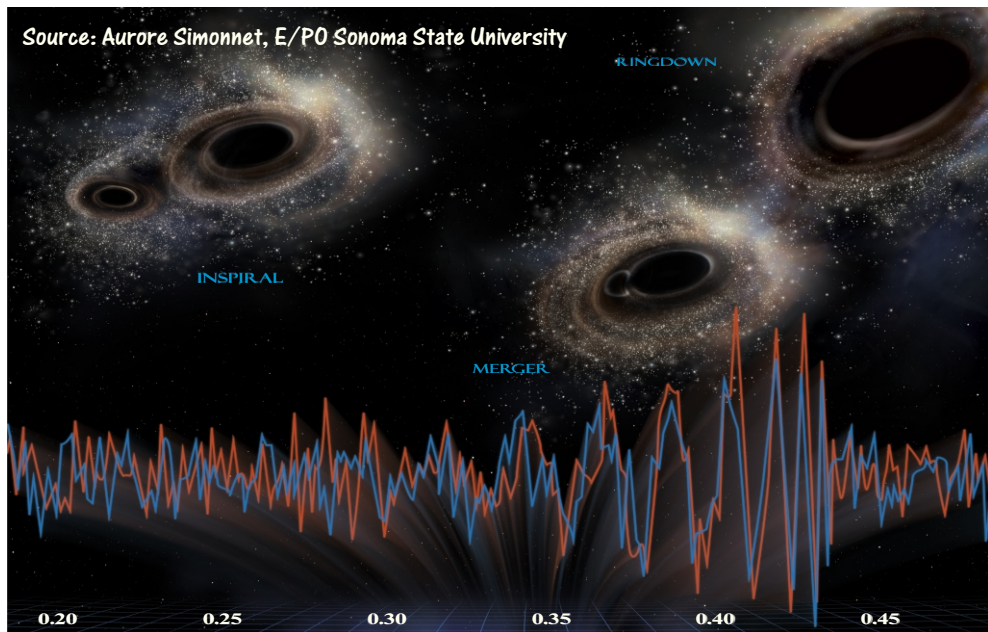 Source: Aurore Simonnet, E/PO Sonoma State University
RINGDOWN
INSPIRAL
MERGER
0.20 0.25 0.30 0.35 0.40 0.45